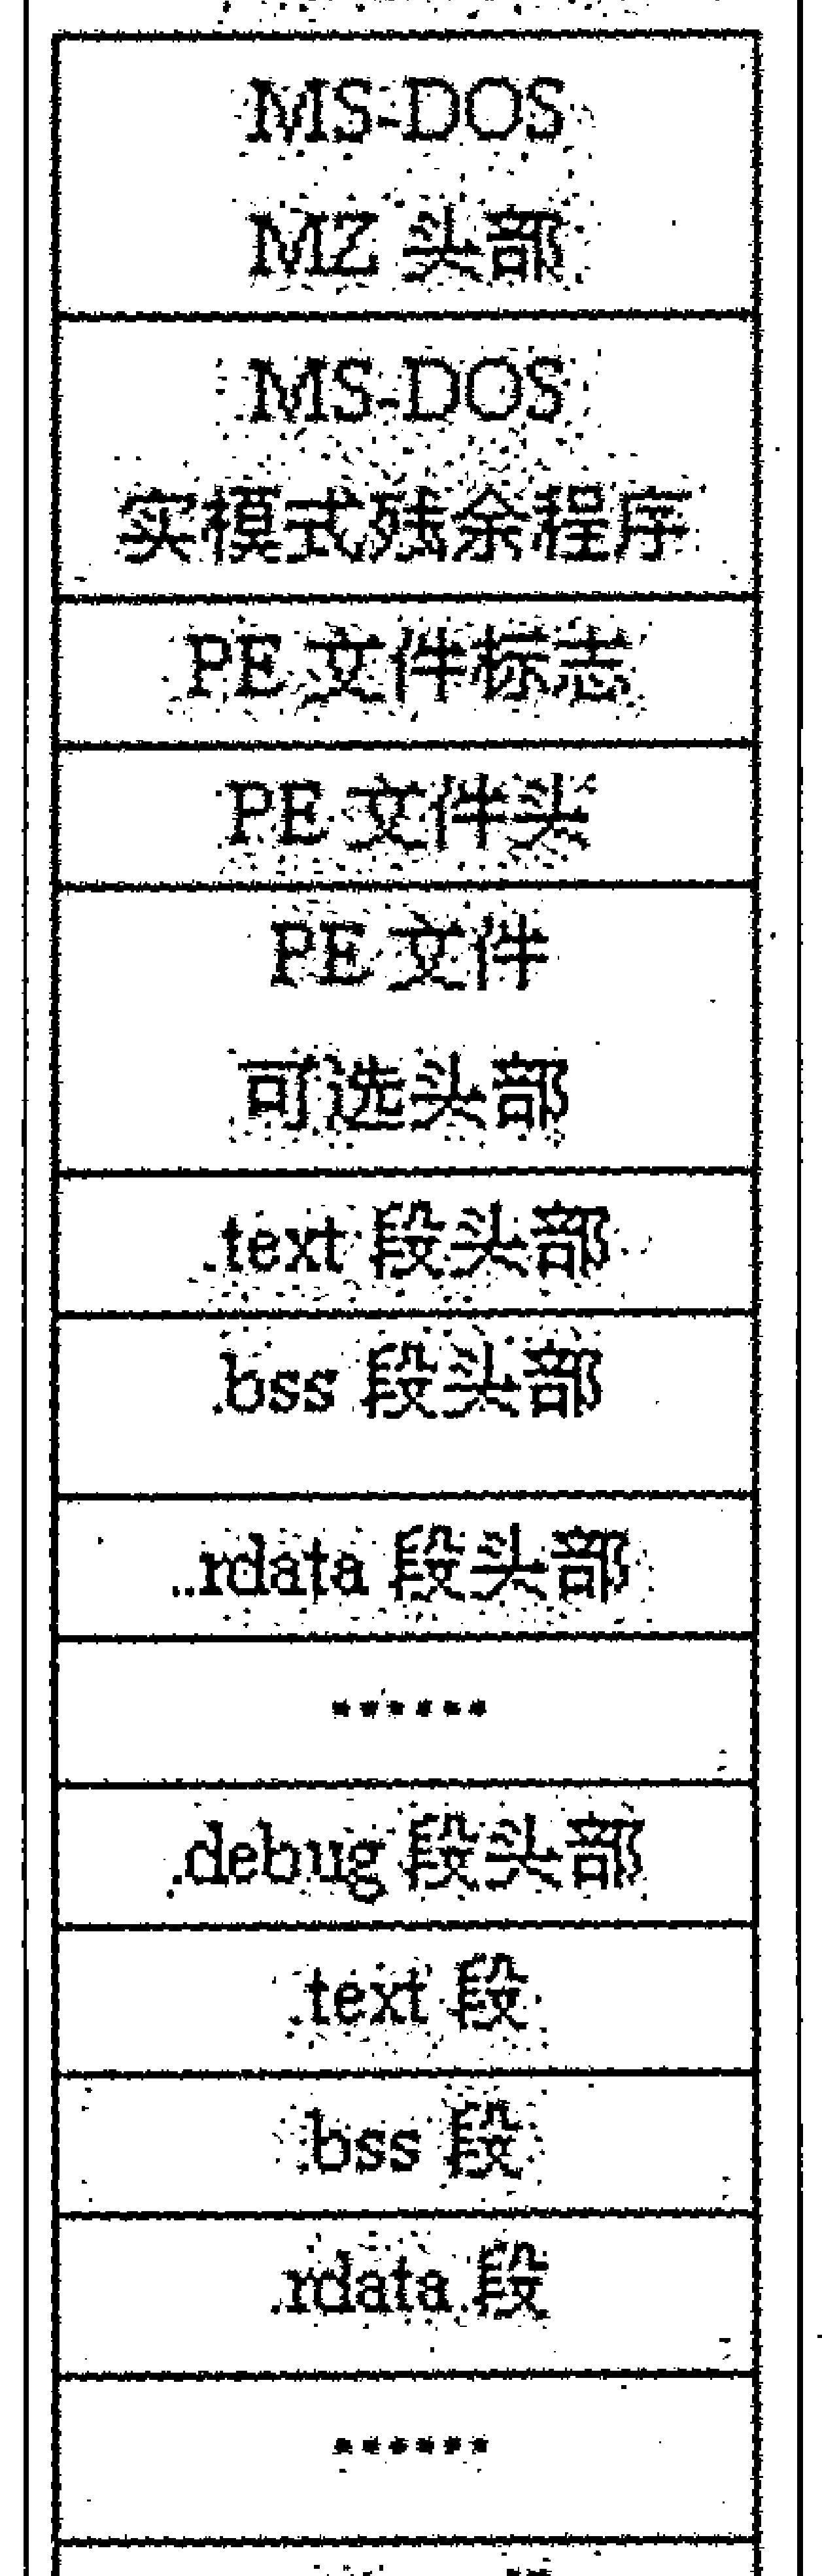 MS-DOS
MZ 头部
MS-DOS
实模式残余程序
PE 文件标志
PE 文件头
PE 文件
可选头部
.text 段头部
.bss 段头部
.rdata 段头部
……
.debug 段头部
.text 段
.bss 段
.rdata 段
……